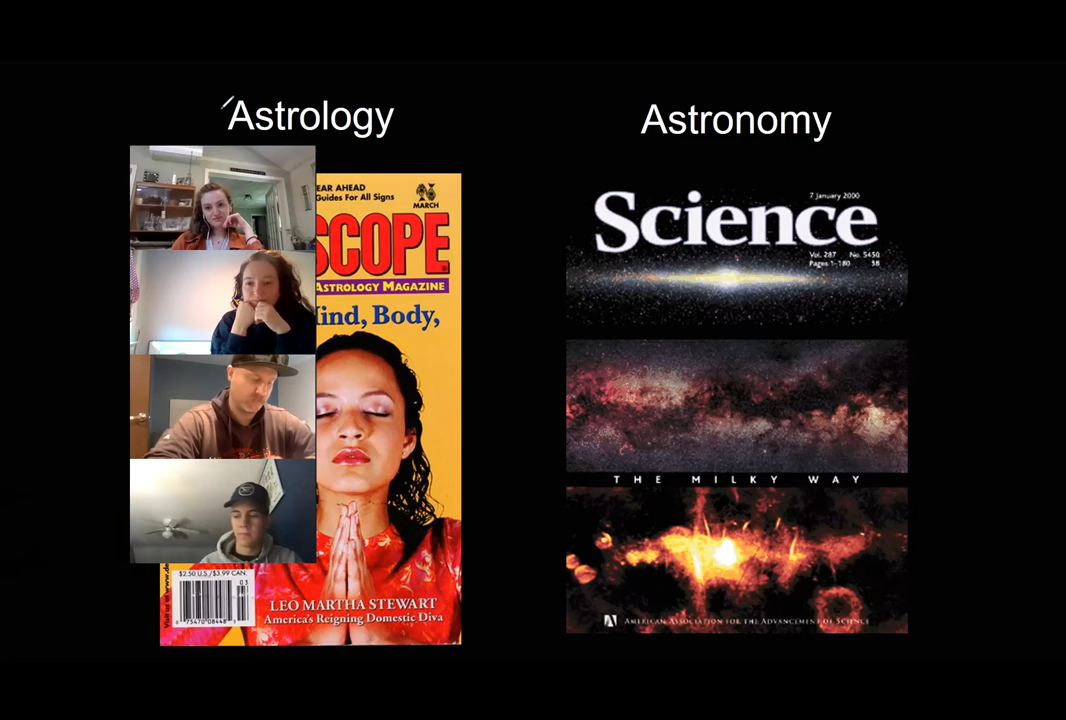 Astrology
EAR AHEAD
Guides For All Signs
MARCH
SCOPE
ASTROLOGY MAGAZINE
Mind, Body,
$2.50 U.S./$3.99 CAN.
03
LEO MARTHA STEWART
America's Reigning Domestic Diva
Astronomy
7 January 2000
Science
Vol. 287 No. 5450
Pages 1–180 $8
THE MILKY WAY
AMERICAN ASSOCIATION FOR THE ADVANCEMENT OF SCIENCE